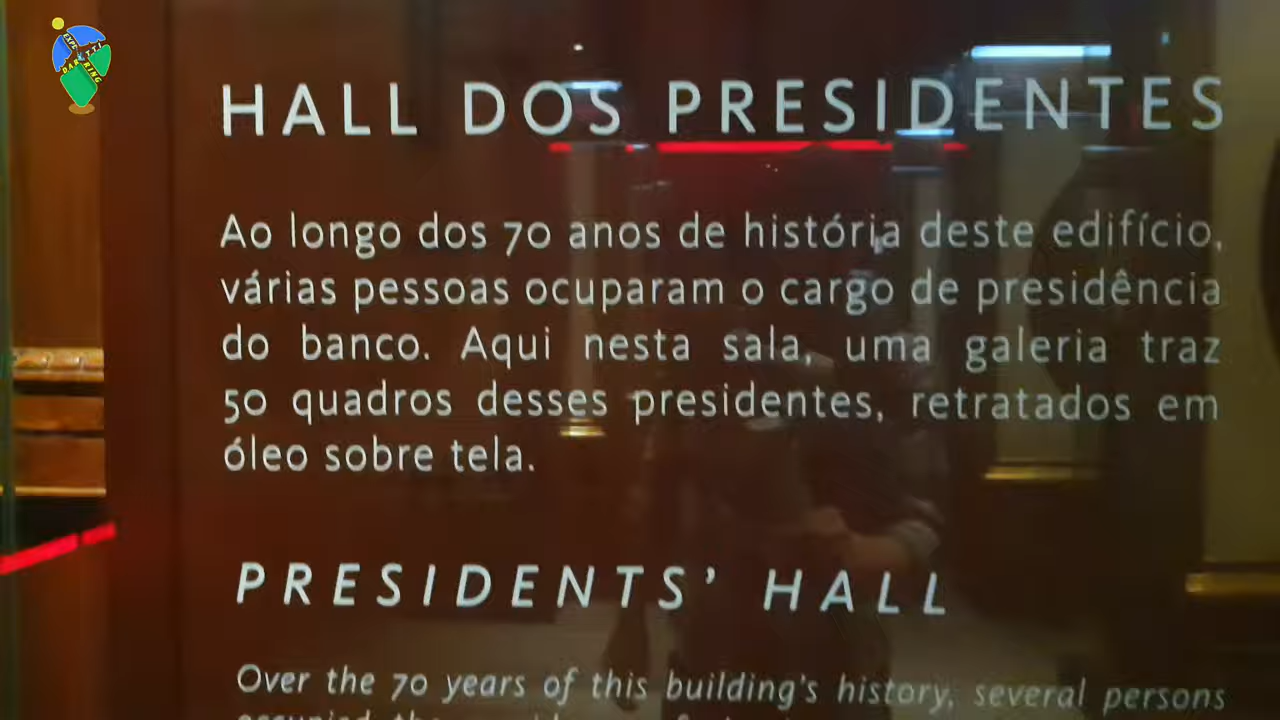 HALL DOS PRESIDENTES
Ao longo dos 70 anos de história deste edifício,
várias pessoas ocuparam o cargo de presidência
do banco. Aqui nesta sala, uma galeria traz
50 quadros desses presidentes, retratados em
óleo sobre tela.
PRESIDENTS' HALL
Over the 70 years of this building's history, several persons